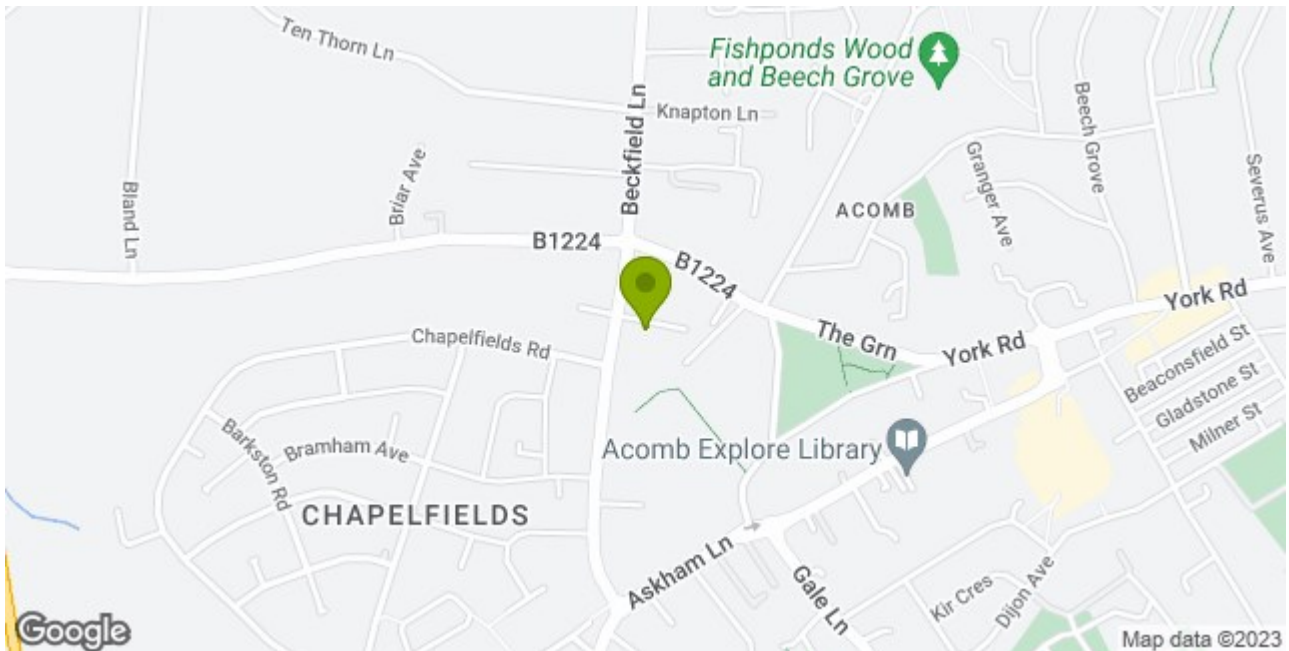 Ten Thorn Ln
Fishponds Wood
and Beech Grove
Knapton Ln
Beckfield Ln
Beech Grove
Granger Ave
Severus Ave
Bland Ln
Briar Ave
ACOMB
B1224
B1224
York Rd
The Grn
York Rd
Chapelfields Rd
Beaconsfield St
Gladstone St
Milner St
Barkston Rd
Bramham Ave
Acomb Explore Library
CHAPELFIELDS
Askham Ln
Gale Ln
Kir Cres
Dijon Ave
Google
Map data ©2023